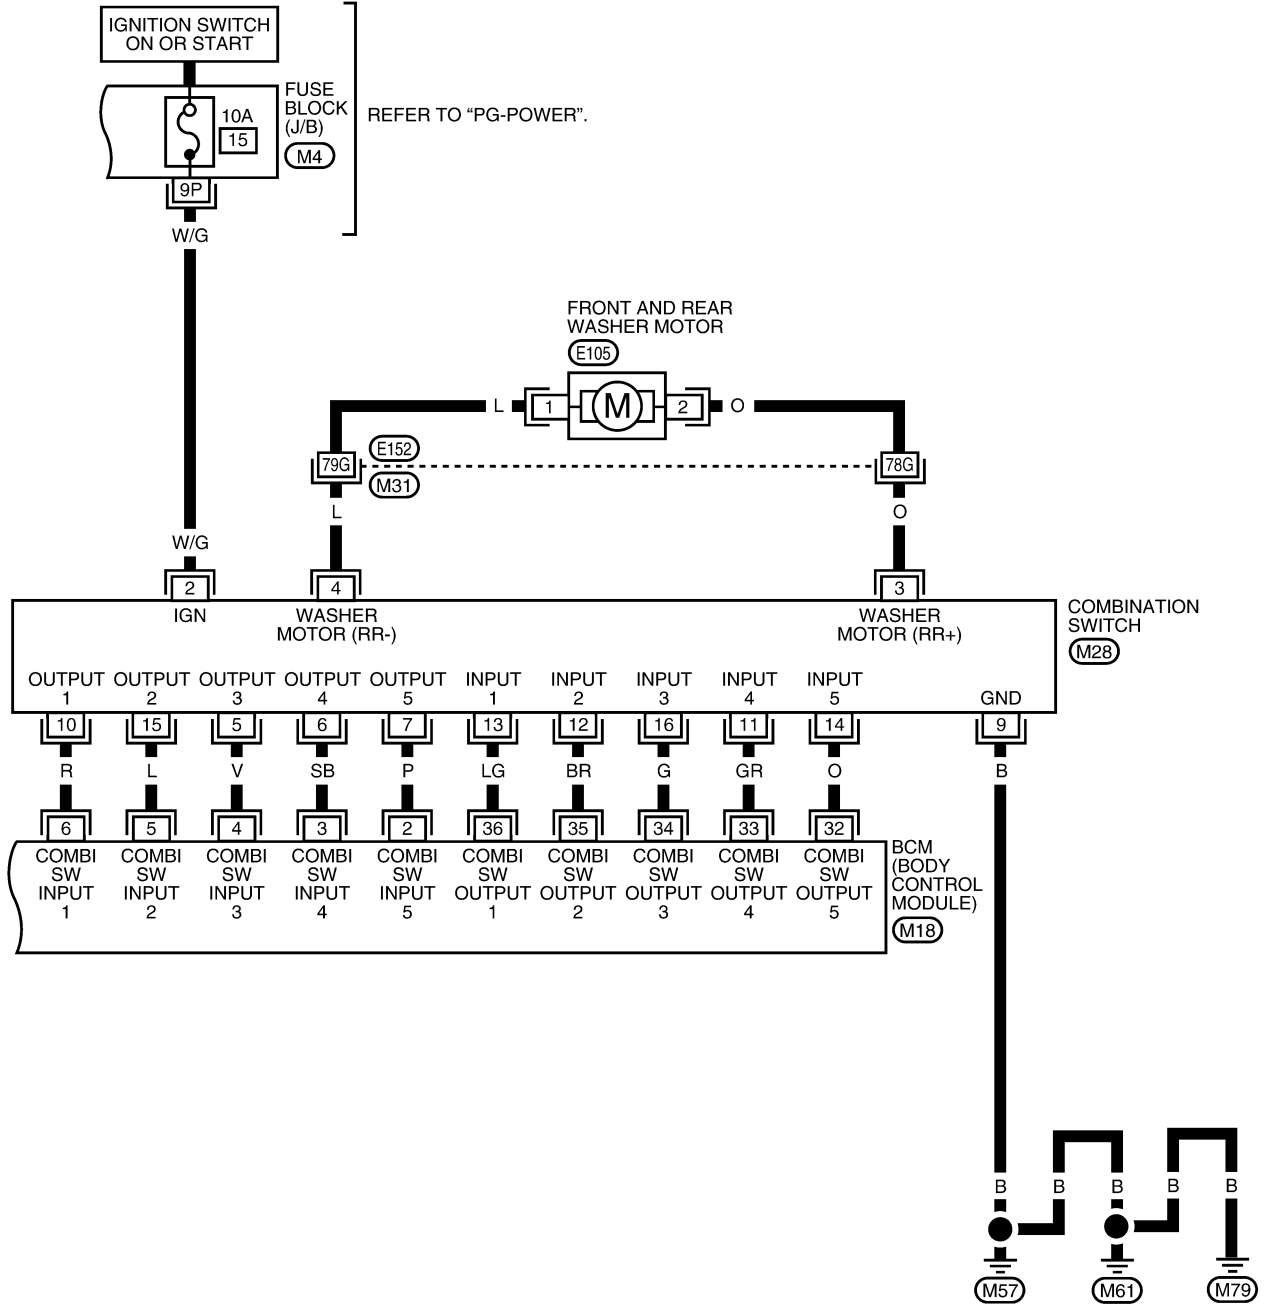 IGNITION SWITCH
ON OR START
FUSE
BLOCK
(J/B)
M4
10A
15
REFER TO “PG-POWER”.
9P
W/G
FRONT AND REAR
WASHER MOTOR
E105
L
1
M
2
O
79G
E152
M31
78G
L
O
W/G
2
4
3
IGN
WASHER
MOTOR (RR-)
WASHER
MOTOR (RR+)
COMBINATION
SWITCH
M28
OUTPUT
1
OUTPUT
2
OUTPUT
3
OUTPUT
4
OUTPUT
5
INPUT
1
INPUT
2
INPUT
3
INPUT
4
INPUT
5
GND
10
15
5
6
7
13
12
16
11
14
9
R
L
V
SB
P
LG
BR
G
GR
O
B
6
5
4
3
2
36
35
34
33
32
COMBI
SW
INPUT
1
COMBI
SW
INPUT
2
COMBI
SW
INPUT
3
COMBI
SW
INPUT
4
COMBI
SW
INPUT
5
COMBI
SW
OUTPUT
1
COMBI
SW
OUTPUT
2
COMBI
SW
OUTPUT
3
COMBI
SW
OUTPUT
4
COMBI
SW
OUTPUT
5
BCM
(BODY
CONTROL
MODULE)
M18
B
B
B
B
B
M57
M61
M79